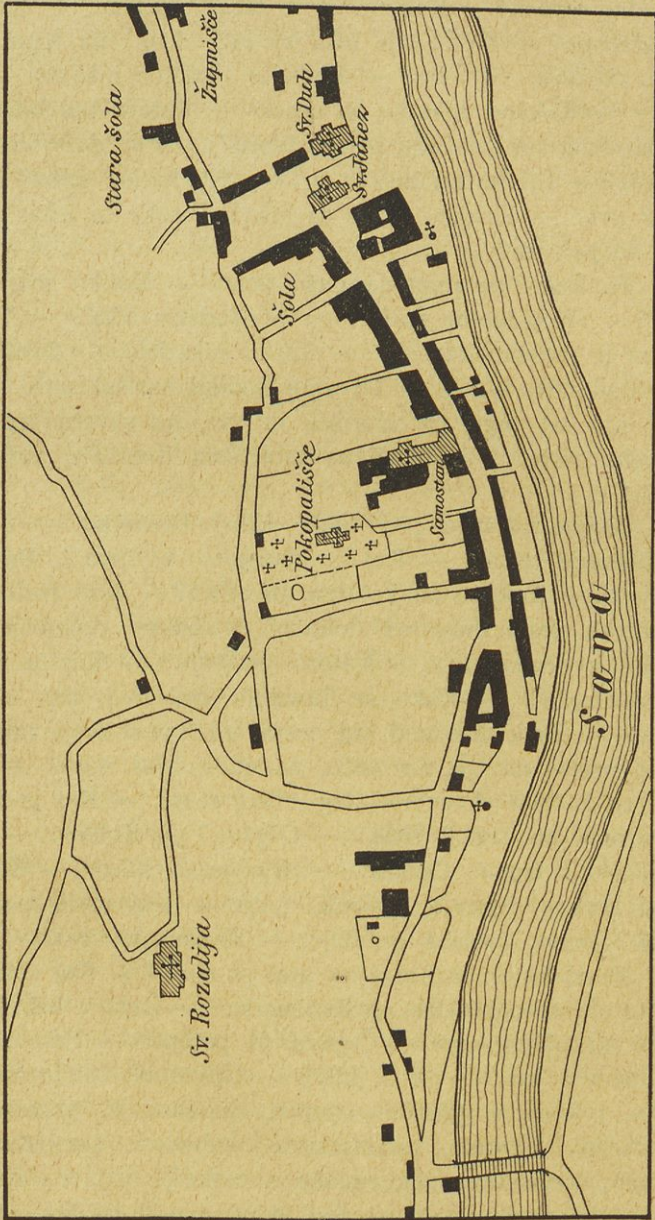 Stara šola
Župnišče
Sv. Duh
Sv. Janez
Šola
Pokopališče
Samostan
Sv. Rozalija
Sava